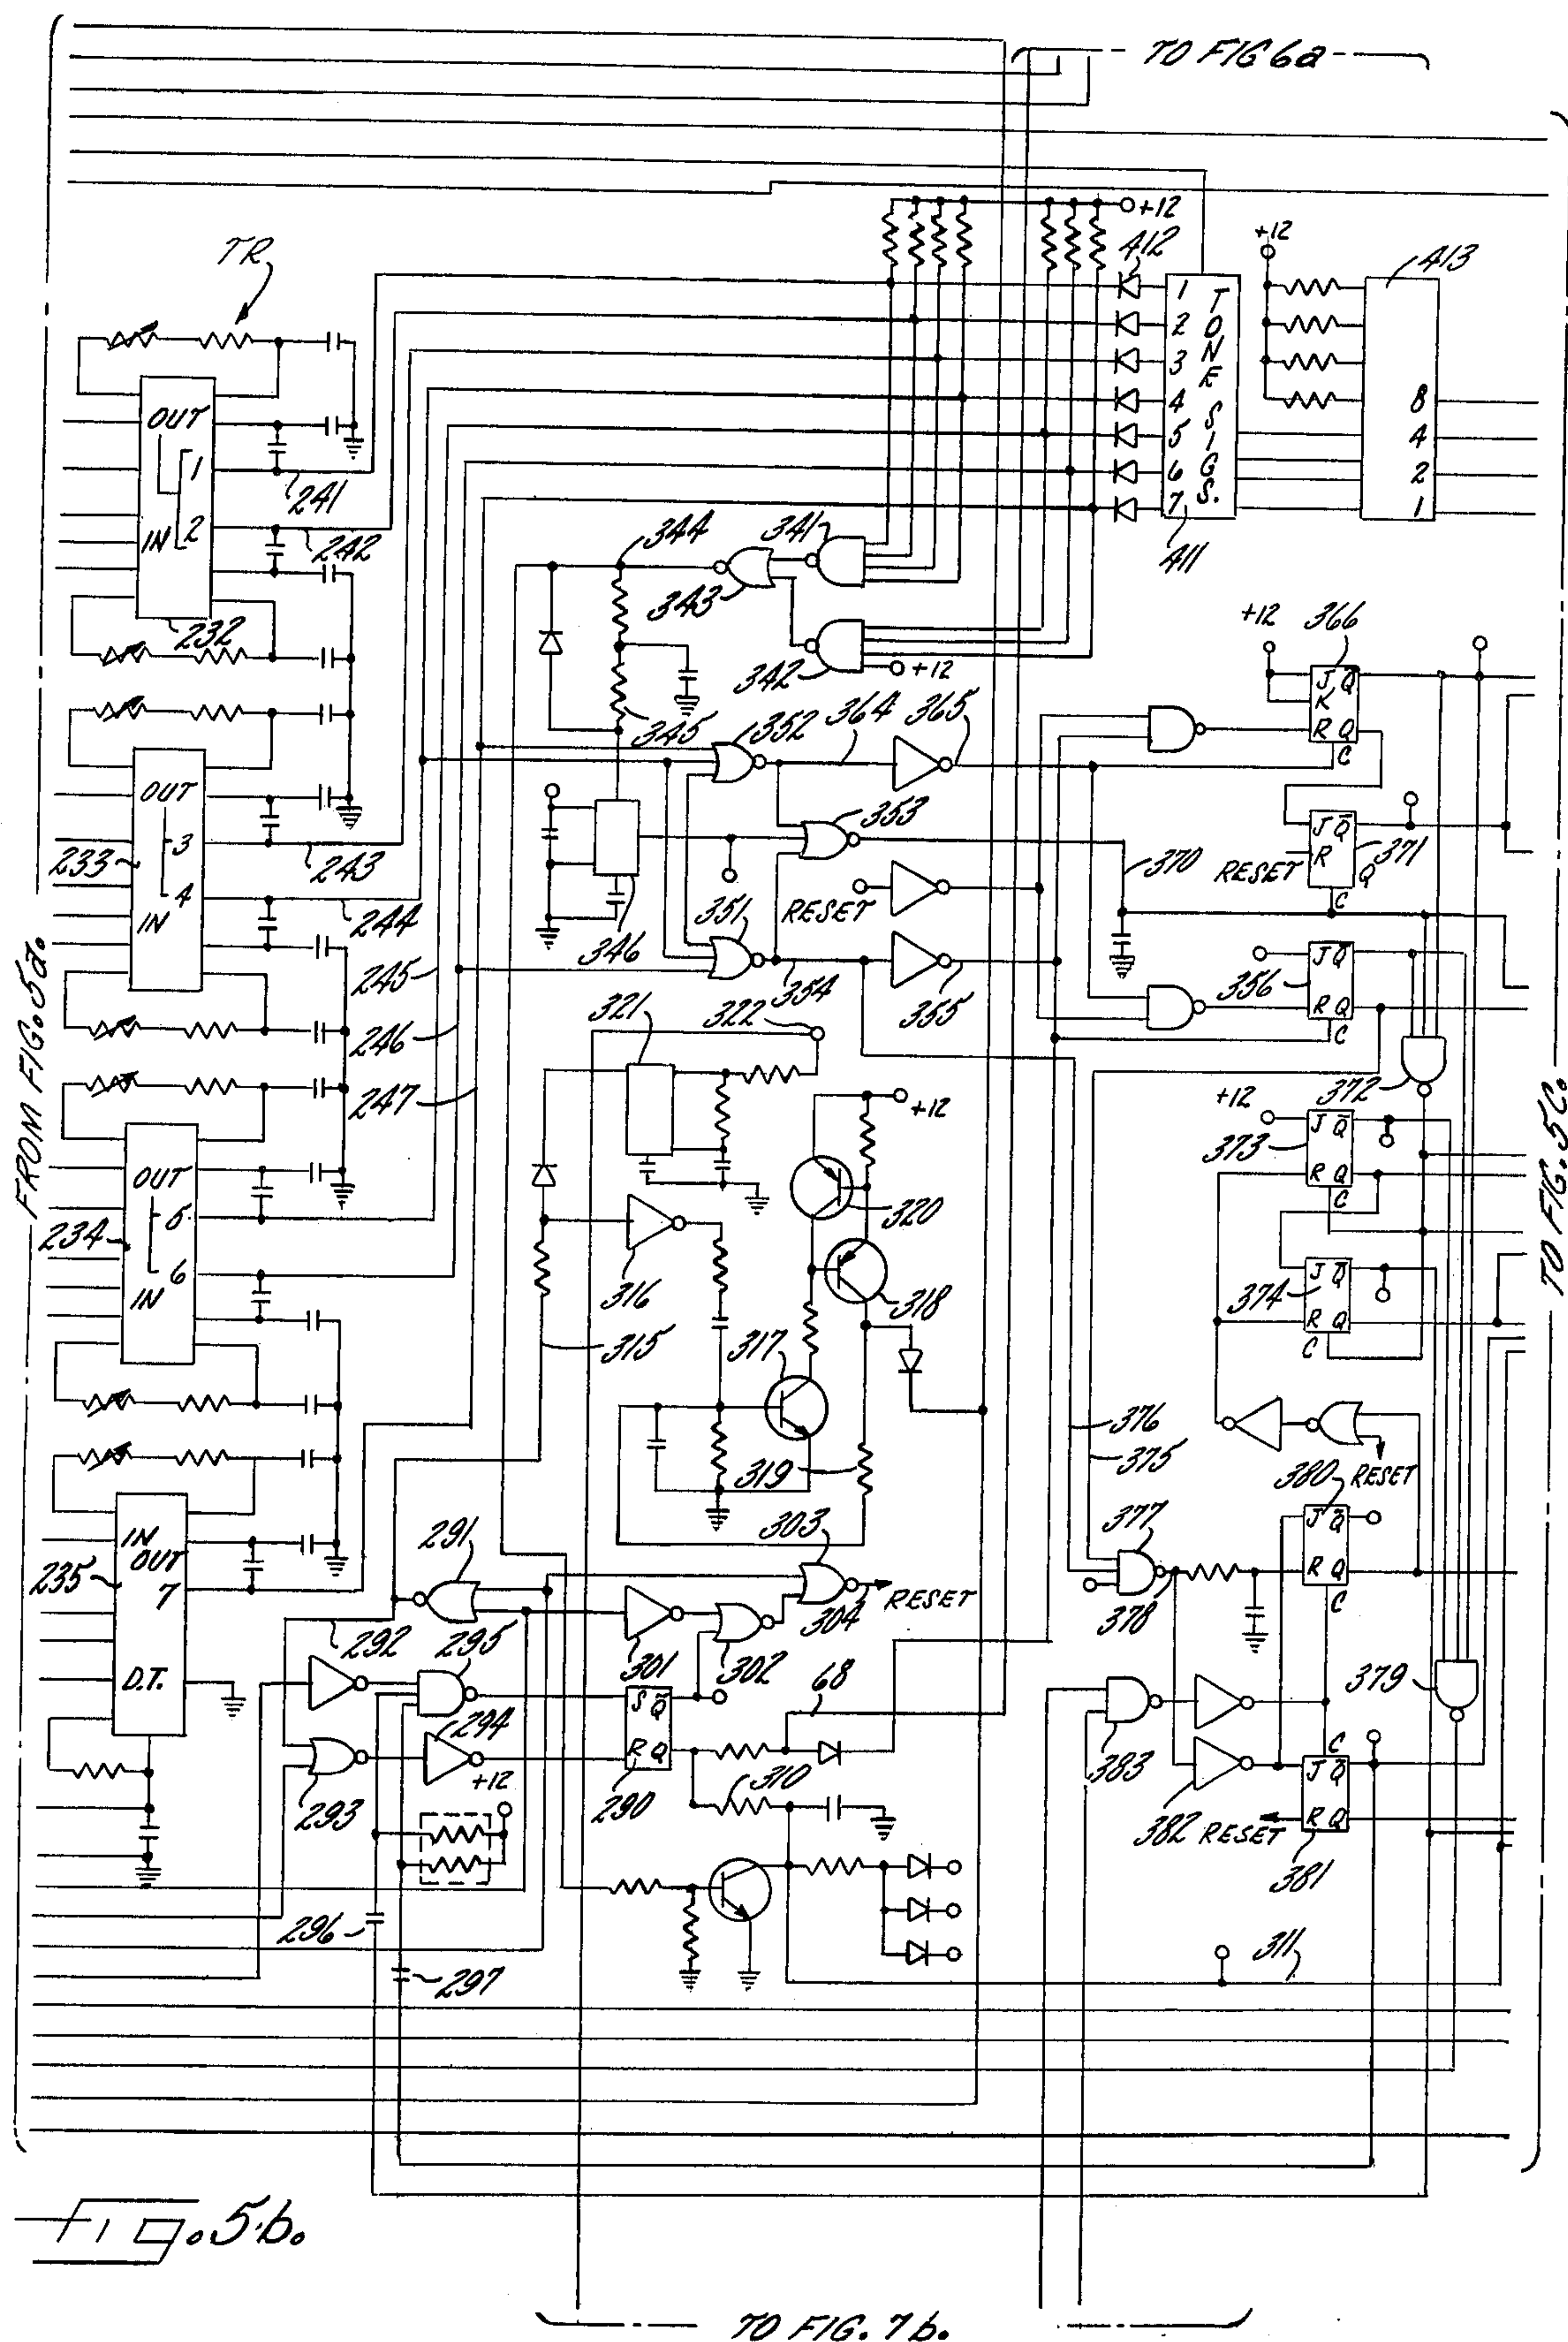 TO FIG 6a
+12
TR
412
+12
413
1
2
3
4
5
6
7
TONE SIGS.
8
4
2
1
411
OUT
1
2
IN
241
242
232
344
341
343
342
+12
345
352
364
365
+12
366
J Q
K
R Q
C
OUT
3
4
IN
233
243
244
353
RESET
370
J Q
R
Q
C
371
RESET
351
346
354
355
356
J Q
R Q
C
245
246
247
321
322
372
+12
+12
373
J Q
R Q
C
FROM FIG. 5a.
TO FIG. 5c.
OUT
5
6
IN
234
320
316
318
315
317
374
J Q
R Q
C
376
375
319
RESET
380
J Q
R Q
C
IN
OUT
7
D.T.
235
291
303
377
378
304
RESET
292
295
301
302
68
379
S Q
R Q
294
+12
293
290
310
383
382
RESET
C
J Q
R Q
381
296
297
311
Fig. 5b.
TO FIG. 7b.